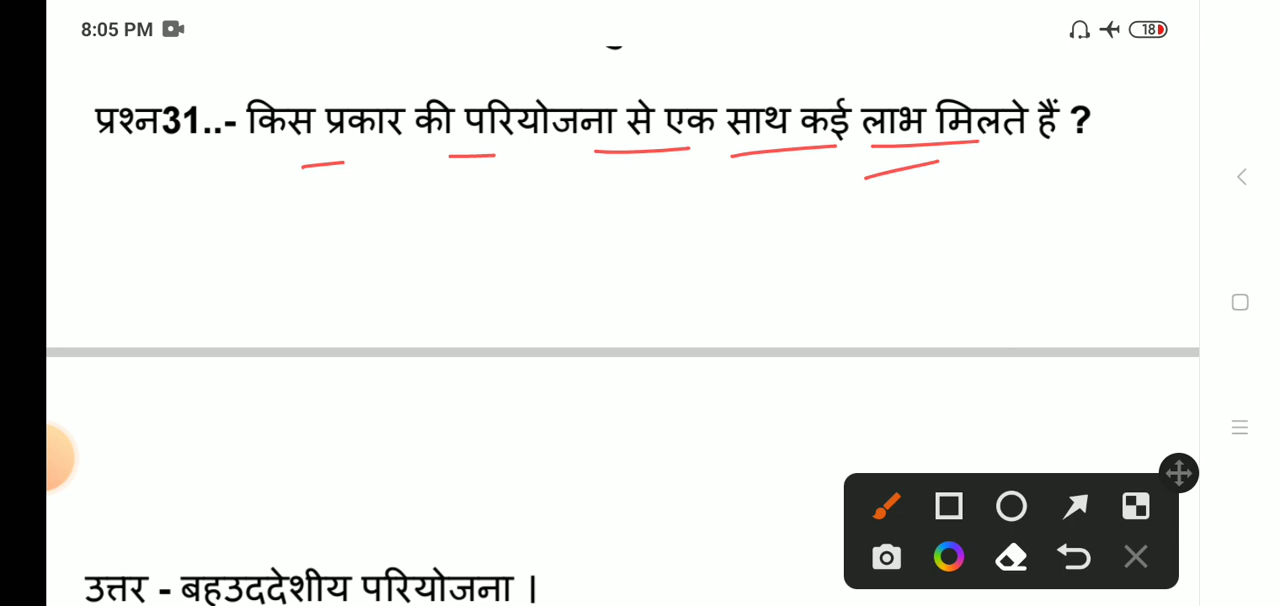 8:05 PM
18
प्रश्न31..- किस प्रकार की परियोजना से एक साथ कई लाभ मिलते हैं ?
उत्तर - बहउददेशीय परियोजना |